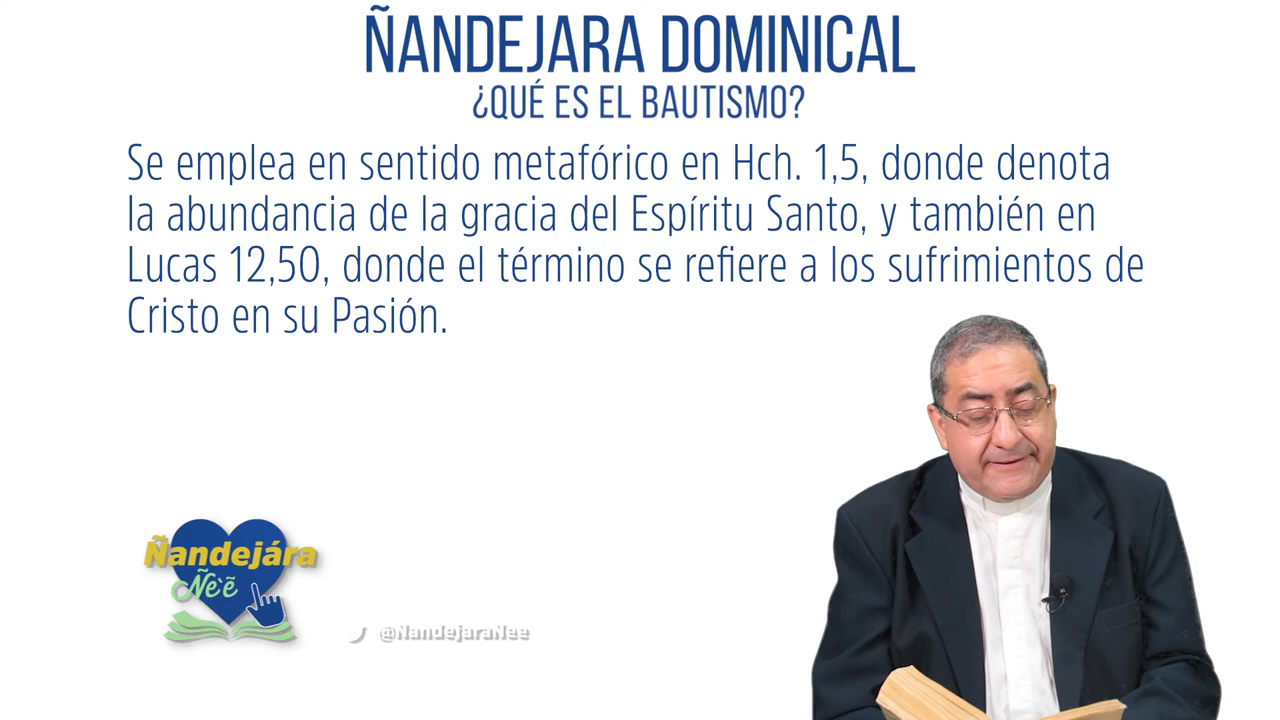 ÑANDEJARA DOMINICAL
¿QUÉ ES EL BAUTISMO?
Se emplea en sentido metafórico en Hch. 1,5, donde denota
la abundancia de la gracia del Espíritu Santo, y también en
Lucas 12,50, donde el término se refiere a los sufrimientos de
Cristo en su Pasión.
Ñandejára
Ñe'ẽ
@NandejaraNee